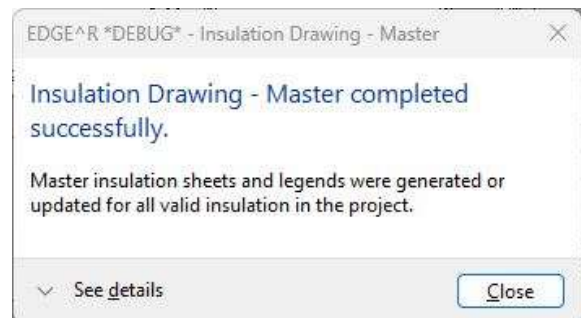 EDGE^R *DEBUG* - Insulation Drawing - Master
Insulation Drawing - Master completed
successfully.
Master insulation sheets and legends were generated or
updated for all valid insulation in the project.
See details
Close